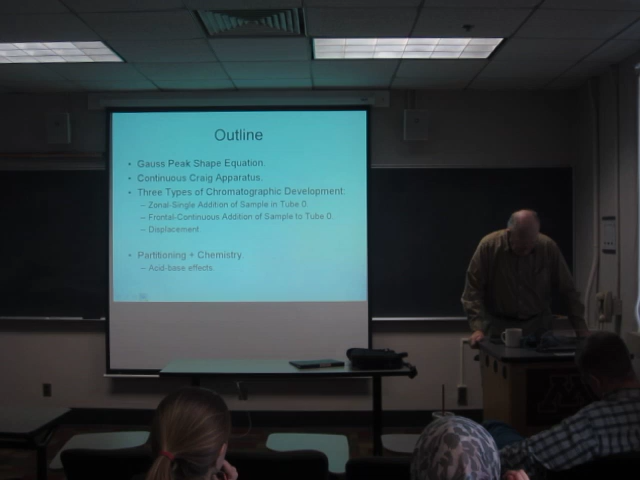 Outline
• Gauss Peak Shape Equation.
• Continuous Craig Apparatus.
• Three Types of Chromatographic Development:
– Zonal-Single Addition of Sample in Tube 0.
– Frontal-Continuous Addition of Sample to Tube 0.
– Displacement
• Partitioning + Chemistry
– Acid-base effects.